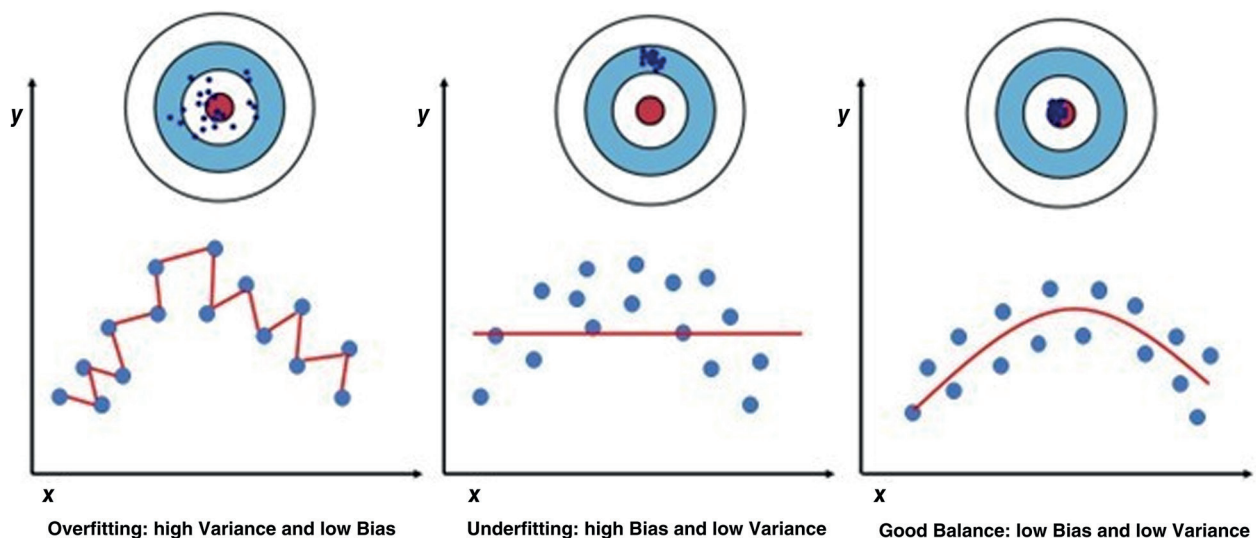 y
x
Overfitting: high Variance and low Bias
y
x
Underfitting: high Bias and low Variance
y
x
Good Balance: low Bias and low Variance